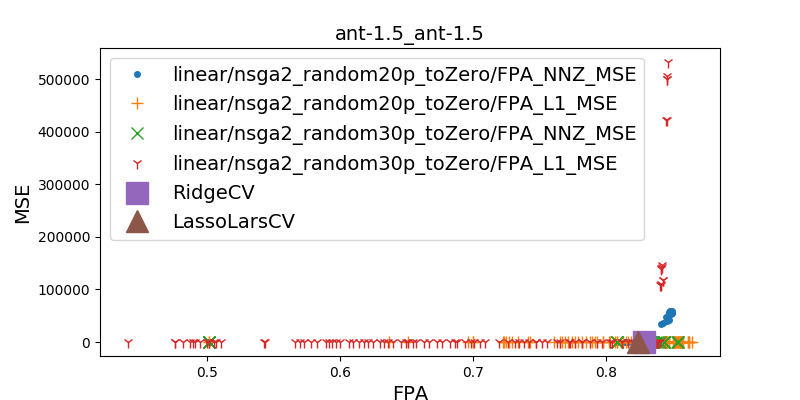 ant-1.5_ant-1.5
MSE
500000
400000
300000
200000
100000
0
linear/nsga2_random20p_toZero/FPA_NNZ_MSE
linear/nsga2_random20p_toZero/FPA_L1_MSE
linear/nsga2_random30p_toZero/FPA_NNZ_MSE
linear/nsga2_random30p_toZero/FPA_L1_MSE
RidgeCV
LassoLarsCV
0.5 0.6 0.7 0.8
FPA